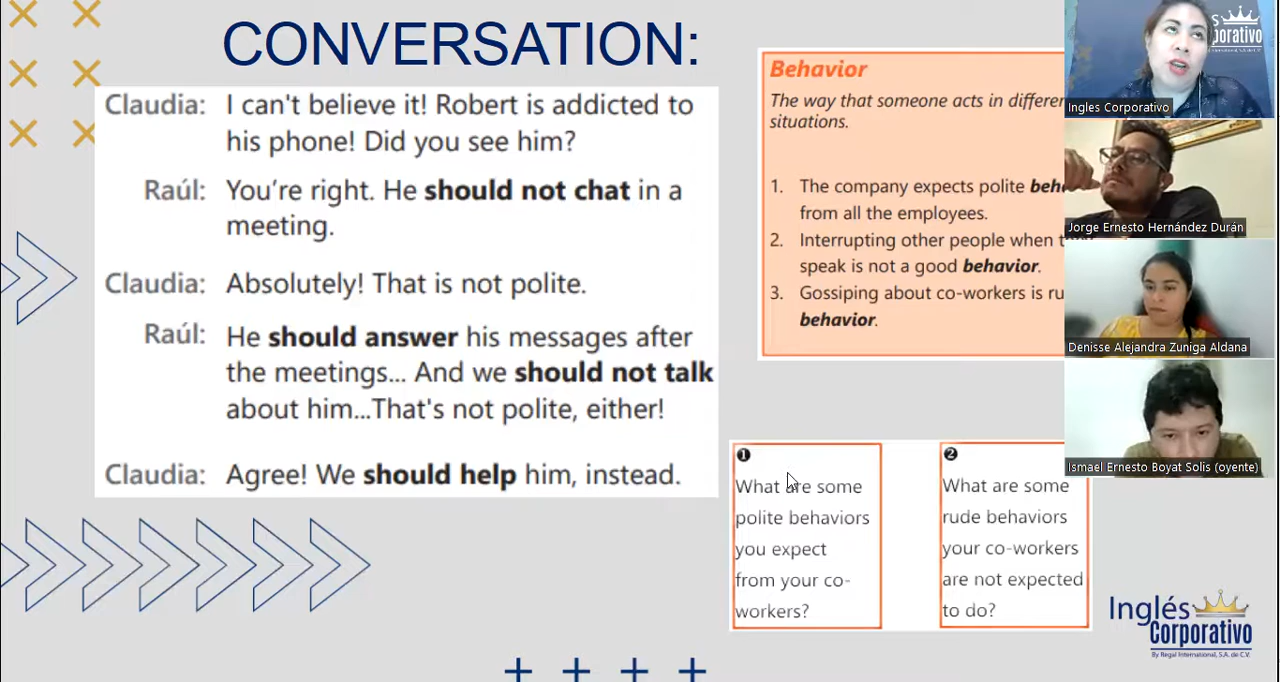 CONVERSATION:
Claudia: I can't believe it! Robert is addicted to
his phone! Did you see him?
Raúl: You're right. He should not chat in a
meeting.
Claudia: Absolutely! That is not polite.
Raúl: He should answer his messages after
the meetings... And we should not talk
about him...That's not polite, either!
Claudia: Agree! We should help him, instead.
Behavior
The way that someone acts in
situations.
1. The company expects polite
from all the employees.
2. Interrupting other people when
speak is not a good behavior.
3. Gossiping about co-workers is
behavior.
❶
What are some
polite behaviors
you expect
from your co-
workers?
❷
What are some
rude behaviors
your co-workers
are not expected
to do?
Inglés
Corporativo
By Regal International, S.A. de C.V.
S
porativo
Ingles Corporativo
Jorge Ernesto Hernández Durán
Denisse Alejandra Zuniga Aldana
Ismael Ernesto Boyat Solis (oyente)